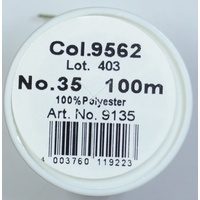 Col.9562
Lot. 403
No.35 100m
100%Polyester
Art. No. 9135
4 003760 119223